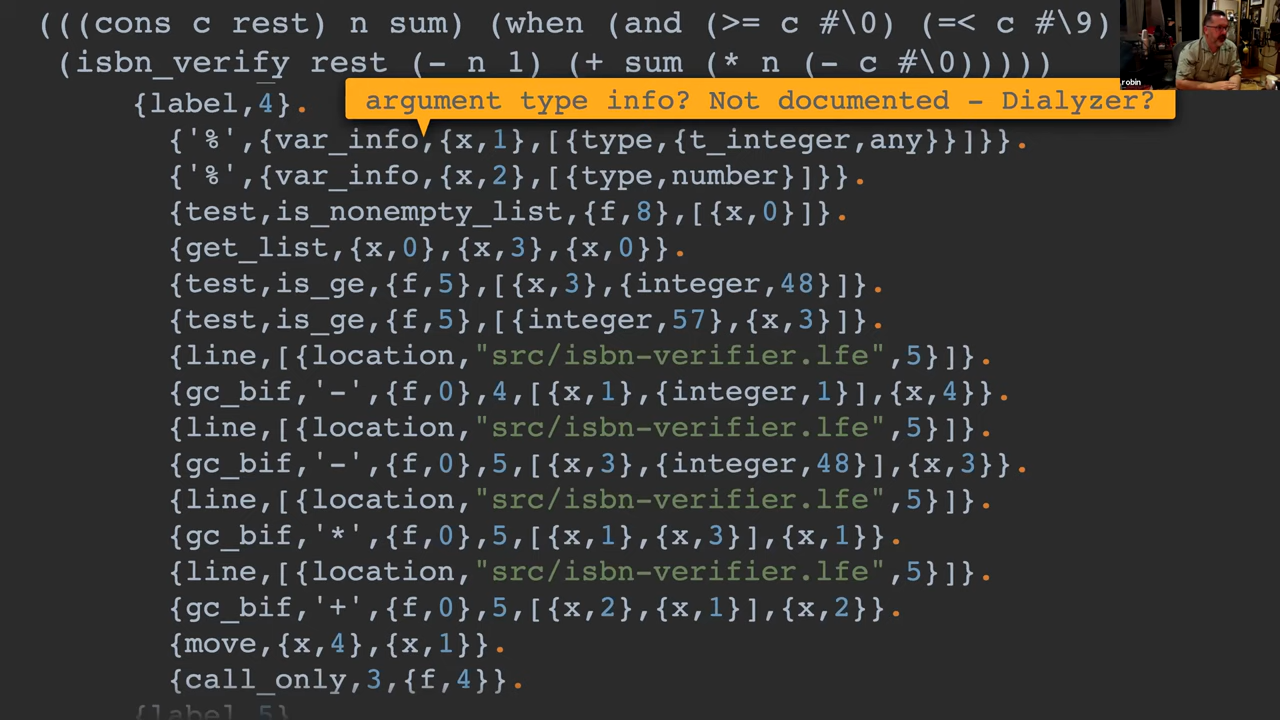 (((cons c rest) n sum) (when (and (>= c #\0) (=< c #\9)
(isbn_verify rest (- n 1) (+ sum (* n (- c #\0)))))
{label,4}.
argument type info? Not documented - Dialyzer?
{'%',{var_info,{x,1},[{type,{t_integer,any}}]}}.
{'%',{var_info,{x,2},[{type,number}]}}.
{test,is_nonempty_list,{f,8},[{x,0}]}.
{get_list,{x,0},{x,3},{x,0}}.
{test,is_ge,{f,5},[{x,3},{integer,48}]}.
{test,is_ge,{f,5},[{integer,57},{x,3}]}.
{line,[{location,"src/isbn-verifier.lfe",5}]}.
{gc_bif,'-',{f,0},4,[{x,1},{integer,1}],{x,4}}.
{line,[{location,"src/isbn-verifier.lfe",5}]}.
{gc_bif,'-',{f,0},5,[{x,3},{integer,48}],{x,3}}.
{line,[{location,"src/isbn-verifier.lfe",5}]}.
{gc_bif,'*',{f,0},5,[{x,1},{x,3}],{x,1}}.
{line,[{location,"src/isbn-verifier.lfe",5}]}.
{gc_bif,'+',{f,0},5,[{x,2},{x,1}],{x,2}}.
{move,{x,4},{x,1}}.
{call_only,3,{f,4}}.
{label,5}
robin